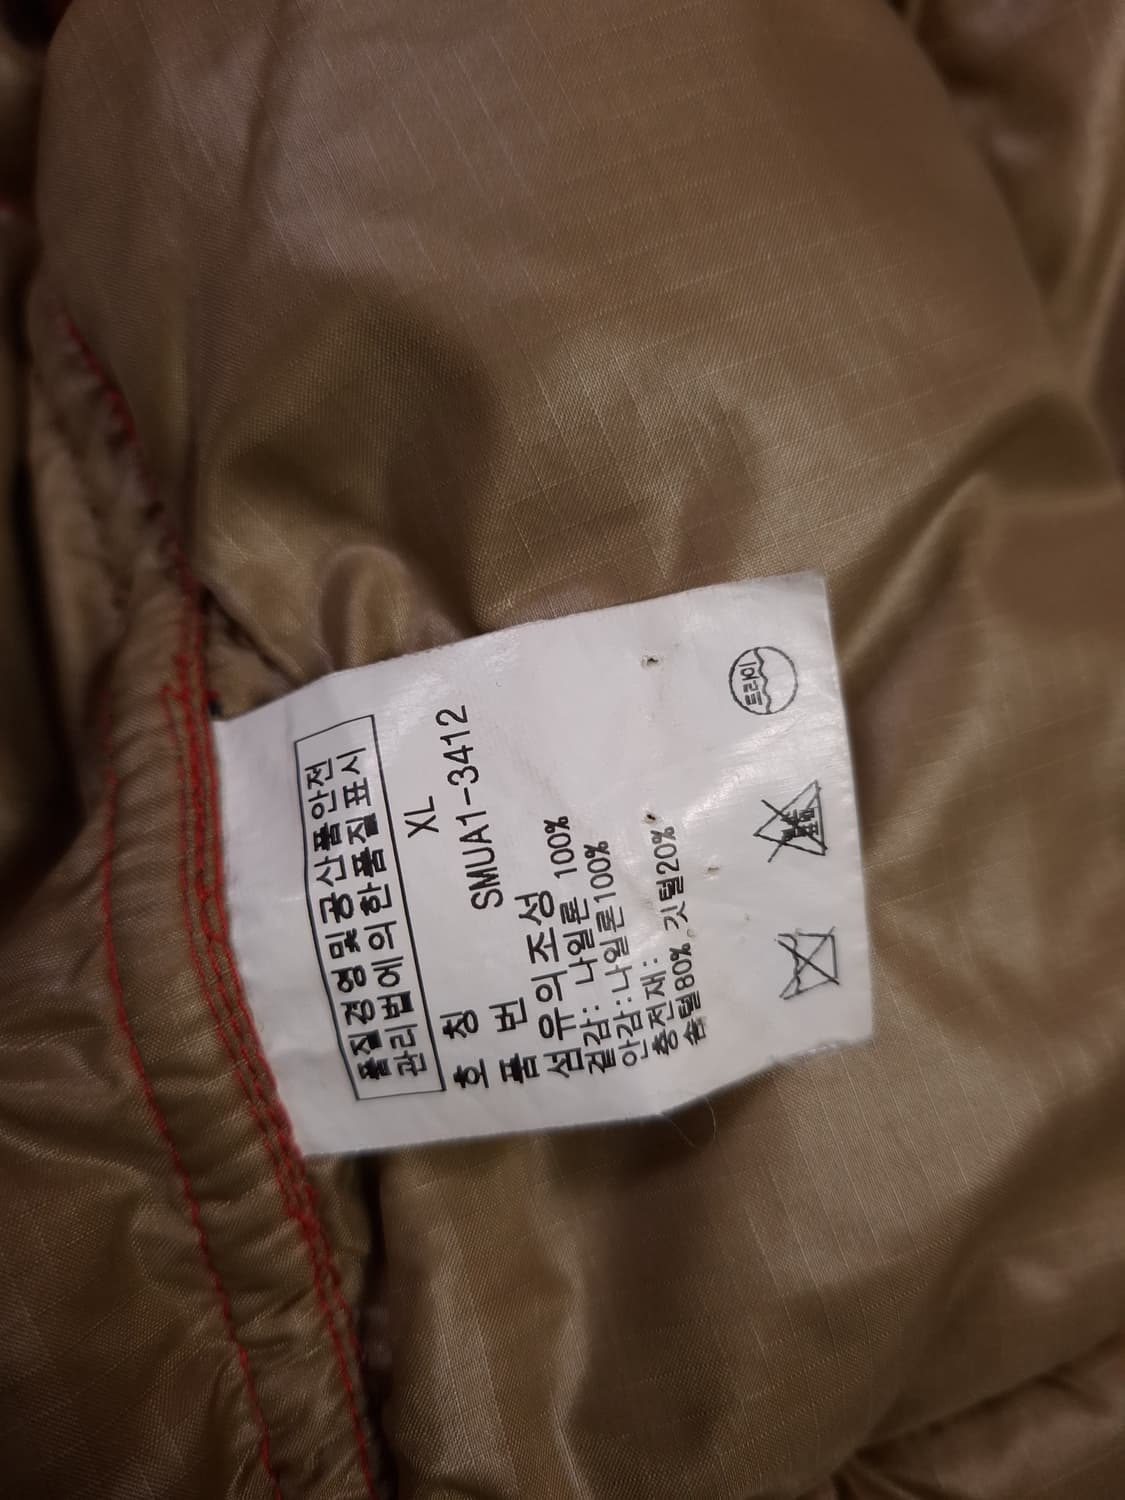 품질경영및공산품안전
관리법에의한품질표시
호 칭 XL
품 번 SMUA1-3412
섬유의조성
겉감: 나일론 100%
안감:나일론100%
충전재:
솜털80%, 깃털20%
드라이